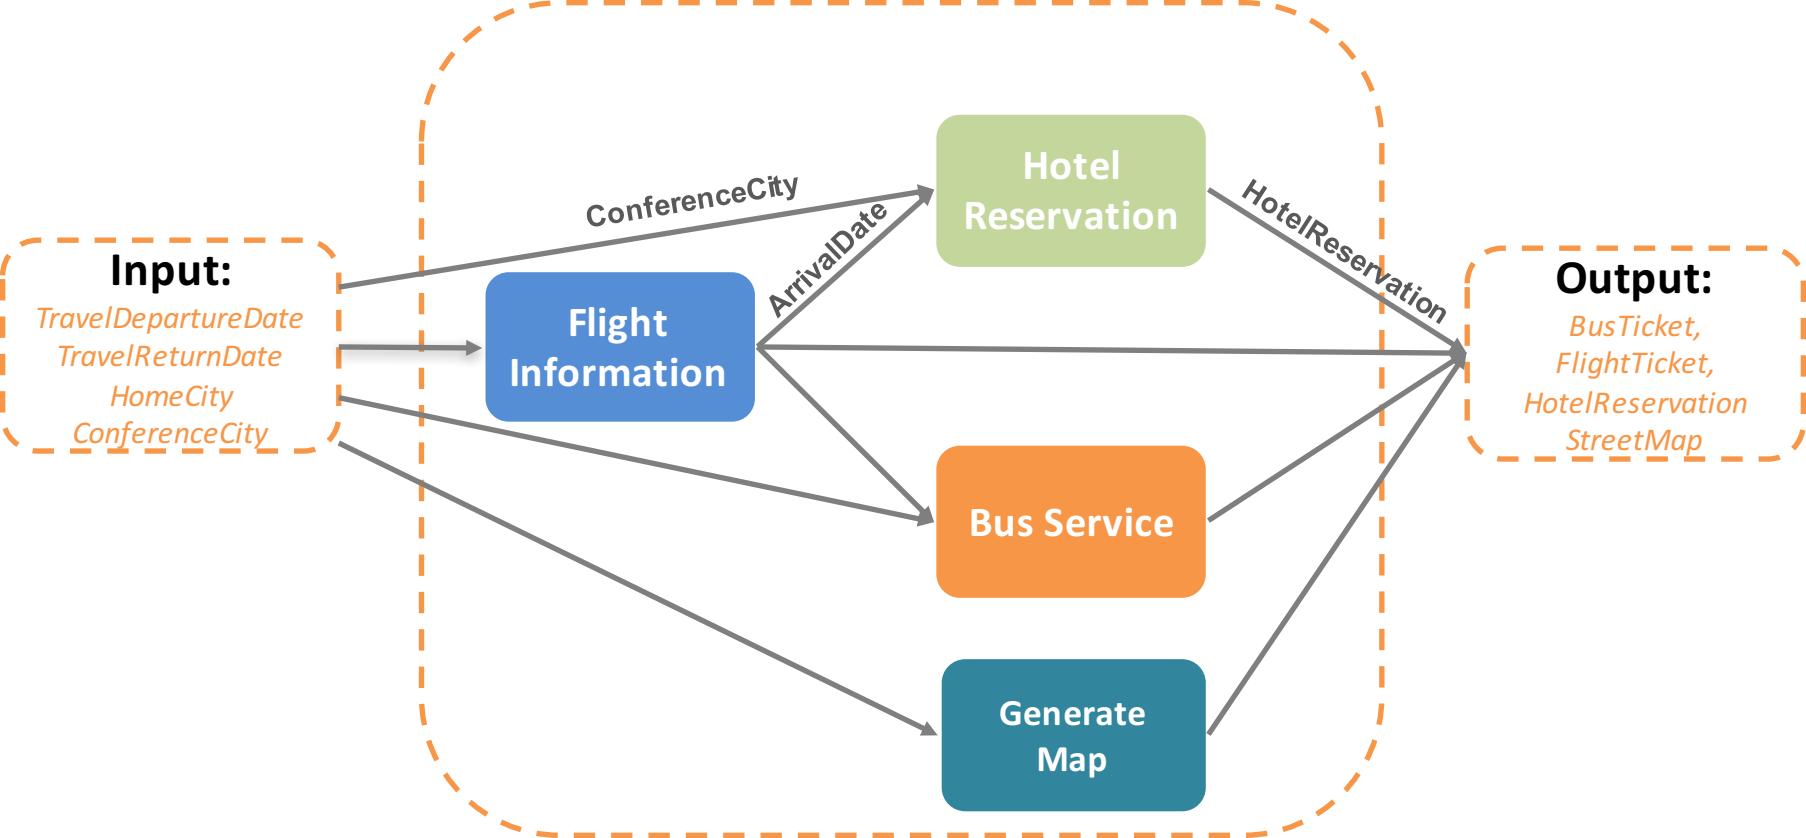 Input:
TravelDepartureDate
TravelReturnDate
HomeCity
ConferenceCity
ConferenceCity
ArrivalDate
Flight
Information
Hotel
Reservation
Bus Service
Generate
Map
HotelReservation
Output:
BusTicket,
FlightTicket,
HotelReservation
StreetMap